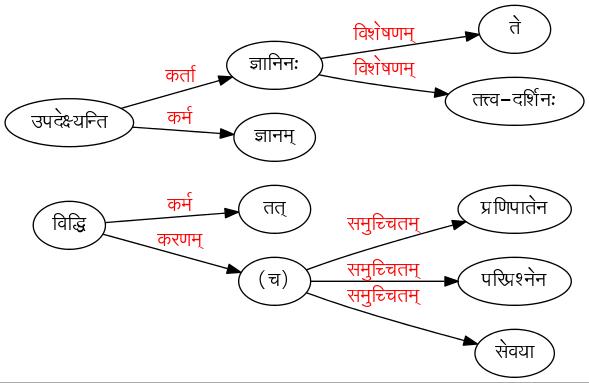 ते
विशेषणम्
ज्ञानिनः
विशेषणम्
कर्ता
तत्त्व-दर्शिनः
उपदेक्ष्यन्ति
कर्म
ज्ञानम्
कर्म
तत्
प्रणिपातेन
समुच्चितम्
विद्धि
करणम्
(च)
समुच्चितम्
परिप्रश्नेन
समुच्चितम्
सेवया